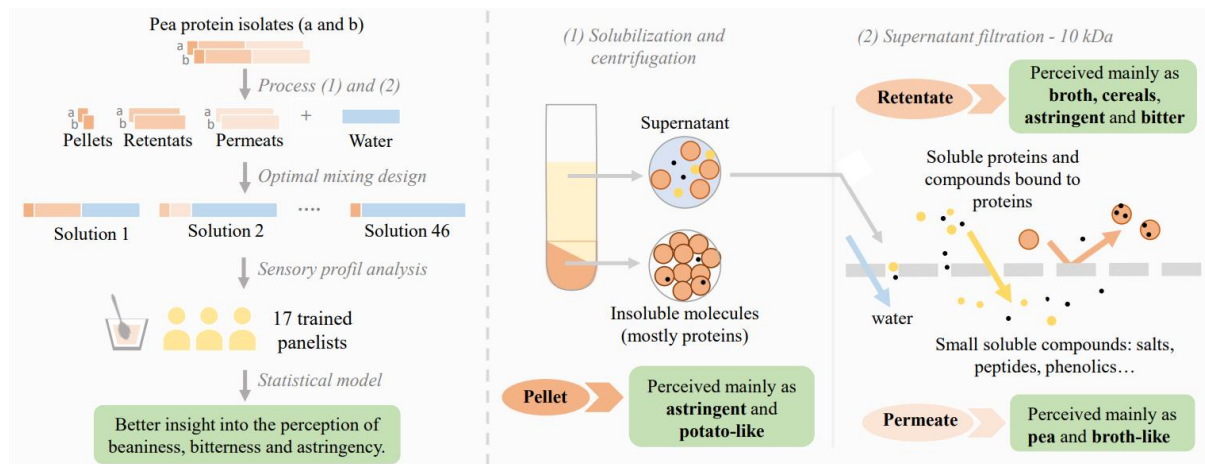 Pea protein isolates (a and b)
a
b
Process (1) and (2)
a
b
Pellets
a
b
Retentats
a
b
Permeats
+
Water
Optimal mixing design
Solution 1
Solution 2
....
Solution 46
Sensory profil analysis
17 trained
panelists
Statistical model
Better insight into the perception of
beaniness, bitterness and astringency.
(1) Solubilization and
centrifugation
Supernatant
Insoluble molecules
(mostly proteins)
Pellet
Perceived mainly as
astringent and
potato-like
(2) Supernatant filtration - 10 kDa
Retentate
Perceived mainly as
broth, cereals,
astringent and bitter
Soluble proteins and
compounds bound to
proteins
water
Small soluble compounds: salts,
peptides, phenolics…
Permeate
Perceived mainly as
pea and broth-like